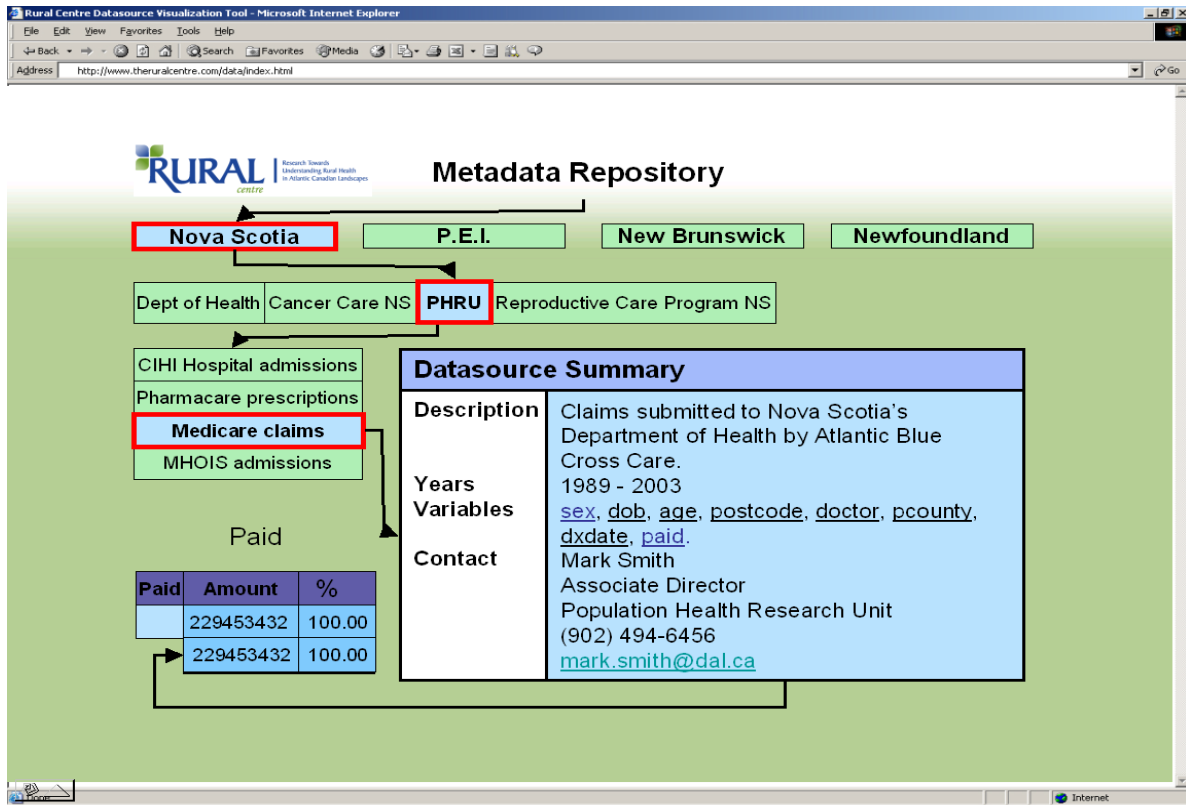 Rural Centre Datasource Visualization Tool - Microsoft Internet Explorer
File Edit View Favorites Tools Help
Back Search Favorites Media
Address http://www.theruralcentre.com/data/index.html Go
RURAL centre
Research Towards
Understanding Rural Health
in Atlantic Canadian Landscapes
Metadata Repository
Nova Scotia P.E.I. New Brunswick Newfoundland
Dept of Health Cancer Care NS PHRU Reproductive Care Program NS
CIHI Hospital admissions
Pharmacare prescriptions
Medicare claims
MHOIS admissions
Datasource Summary
Description Claims submitted to Nova Scotia's
Department of Health by Atlantic Blue
Cross Care.
Years 1989 - 2003
Variables sex, dob, age, postcode, doctor, pcounty,
dxdate, paid.
Contact Mark Smith
Associate Director
Population Health Research Unit
(902) 494-6456
mark.smith@dal.ca
Paid
Paid Amount %
229453432 100.00
229453432 100.00
Internet